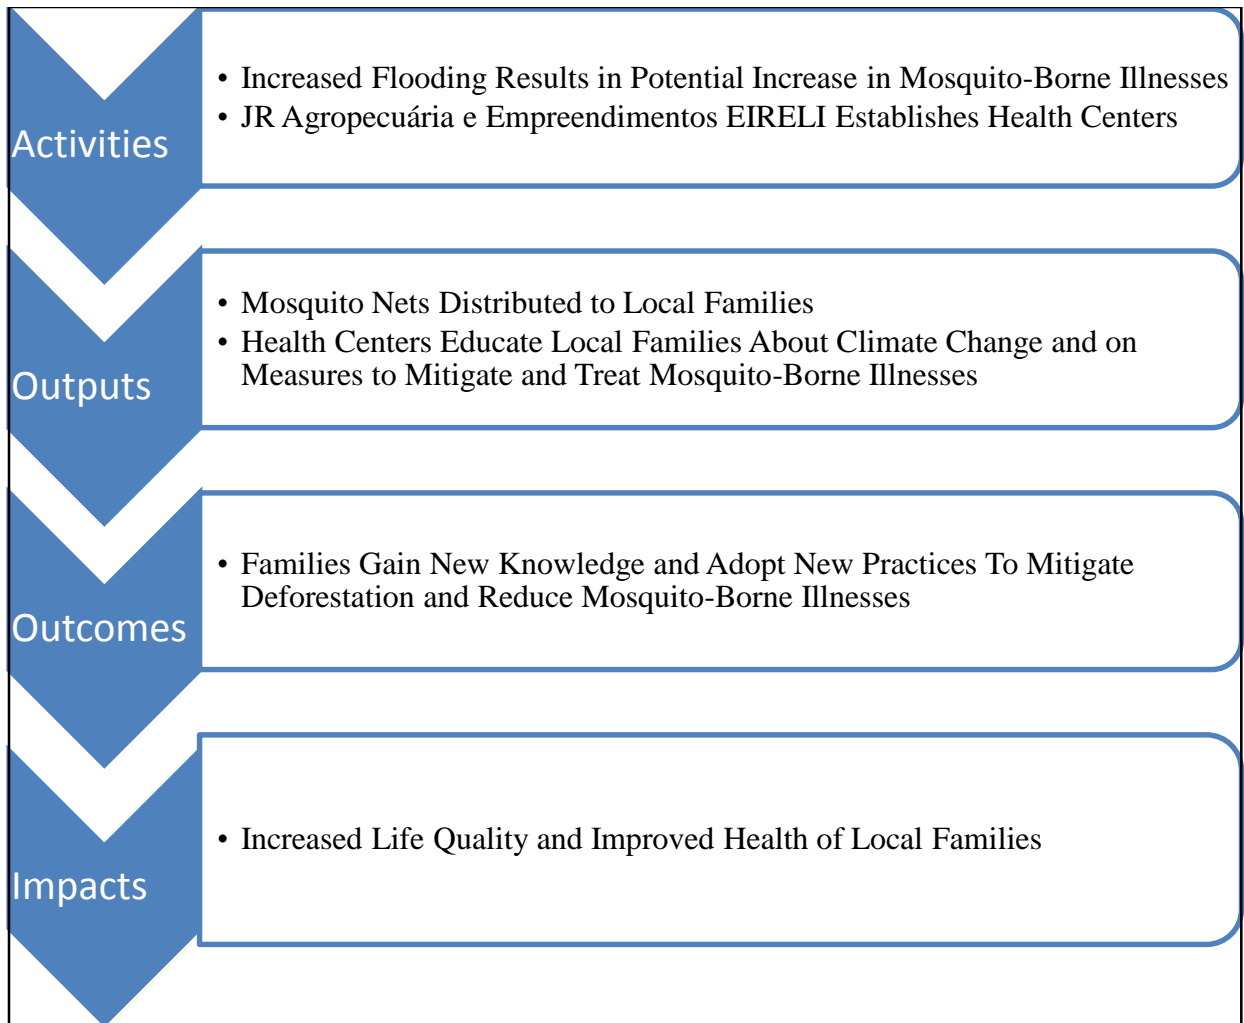 Activities
• Increased Flooding Results in Potential Increase in Mosquito-Borne Illnesses
• JR Agropecuária e Empreendimentos EIRELI Establishes Health Centers
Outputs
• Mosquito Nets Distributed to Local Families
• Health Centers Educate Local Families About Climate Change and on
Measures to Mitigate and Treat Mosquito-Borne Illnesses
Outcomes
• Families Gain New Knowledge and Adopt New Practices To Mitigate
Deforestation and Reduce Mosquito-Borne Illnesses
Impacts
• Increased Life Quality and Improved Health of Local Families